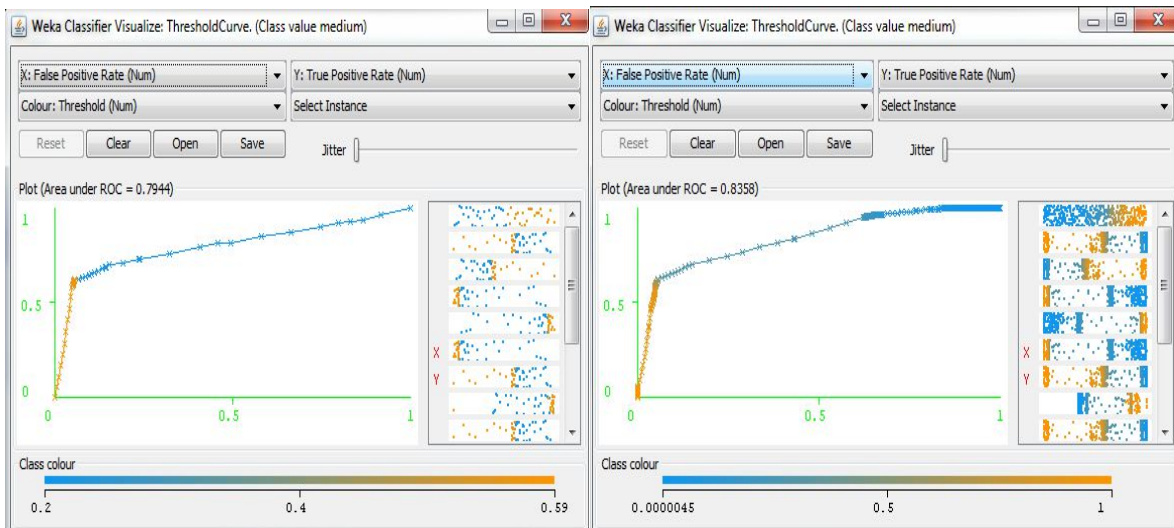 Weka Classifier Visualize: ThresholdCurve. (Class value medium)
X: False Positive Rate (Num)
Y: True Positive Rate (Num)
Colour: Threshold (Num)
Select Instance
Reset
Clear
Open
Save
Jitter
Plot (Area under ROC = 0.7944)
1
0.5
0
0
0.5
1
X
Y
Class colour
0.2
0.4
0.59
Weka Classifier Visualize: ThresholdCurve. (Class value medium)
X: False Positive Rate (Num)
Y: True Positive Rate (Num)
Colour: Threshold (Num)
Select Instance
Reset
Clear
Open
Save
Jitter
Plot (Area under ROC = 0.8358)
1
0.5
0
0
0.5
1
X
Y
Class colour
0.0000045
0.5
1